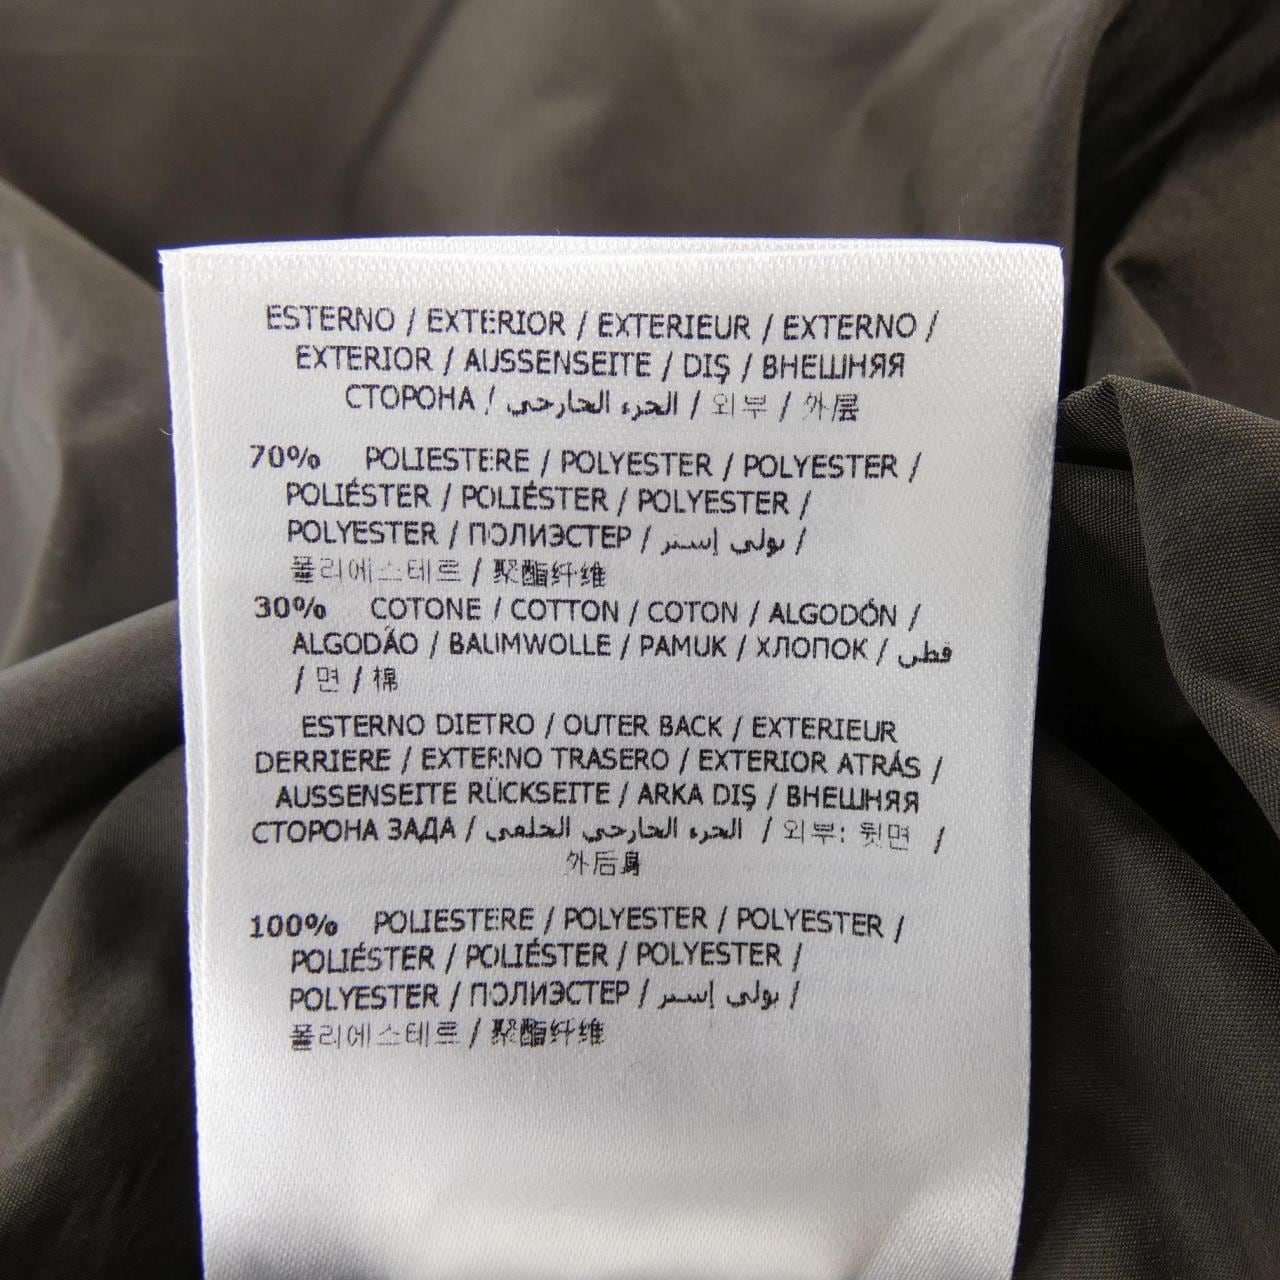 ESTERNO / EXTERIOR / EXTERIEUR / EXTERNO /
EXTERIOR / AUSSENSEITE / DIŞ / ВНЕШНЯЯ
СТОРОНА / الجزء الخارجي / 외부 / 外层
70% POLIESTERE / POLYESTER / POLYESTER /
POLIÉSTER / POLIÉSTER / POLYESTER /
POLYESTER / ПОЛИЭСТЕР / بولي إستر /
폴리에스테르 / 聚酯纤维
30% COTONE / COTTON / COTON / ALGODÓN /
ALGODÃO / BAUMWOLLE / PAMUK / ХЛОПОК / قطن
/ 면 / 棉
ESTERNO DIETRO / OUTER BACK / EXTERIEUR
DERRIERE / EXTERNO TRASERO / EXTERIOR ATRÁS /
AUSSENSEITE RÜCKSEITE / ARKA DIŞ / ВНЕШНЯЯ
СТОРОНА ЗАДА / الجزء الخارجي الخلفي / 외부: 뒷면 /
外后身
100% POLIESTERE / POLYESTER / POLYESTER /
POLIÉSTER / POLIÉSTER / POLYESTER /
POLYESTER / ПОЛИЭСТЕР / بولي إستر /
폴리에스테르 / 聚酯纤维